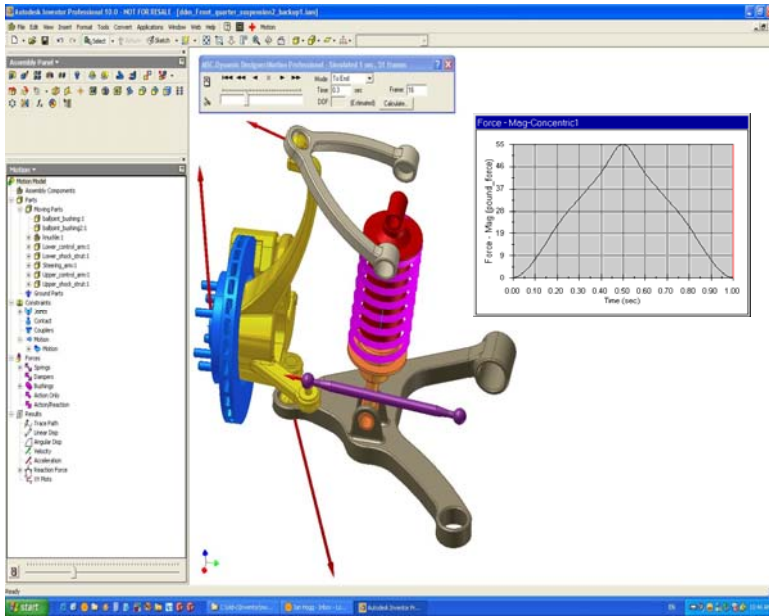 Autodesk Inventor Professional 10.0 - NOT FOR RESALE - [ddm_Front_quarter_suspension2_backup1.iam]
File Edit View Insert Format Tools Convert Applications Window Web Help Motion
Select
Sketch
Assembly Panel
MSC.Dynamic Designer/Motion Professional - Simulated 1 sec, 51 frames
Mode To End
Time 0.3 sec Frame: 16
DOF (Estimated) Calculate...
Force - Mag-Concentric1
Force - Mag (pound_force)
55
46
37
28
19
9
0
0.00 0.10 0.20 0.30 0.40 0.50 0.60 0.70 0.80 0.90 1.00
Time (sec)
Motion
Motion Model
Assembly Components
Parts
Moving Parts
balljoint_bushing:1
balljoint_bushing2:1
Knuckle:1
Lower_control_arm:1
Lower_shock_strut:1
Steering_arm:1
Upper_control_arm:1
Upper_shock_strut:1
Ground Parts
Constraints
Joints
Contact
Couplers
Motion
Motion
Forces
Springs
Dampers
Bushings
Action Only
Action/Reaction
Results
Trace Path
Linear Disp
Angular Disp
Velocity
Acceleration
Reaction Force
XY Plots
Ready
start
Autodesk Inventor Pr...
EN